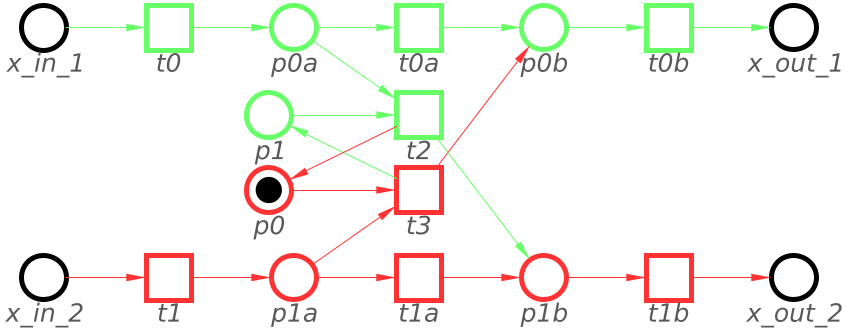 x_in_1 t0 p0a t0a p0b t0b x_out_1
p1 t2
p0 t3
x_in_2 t1 p1a t1a p1b t1b x_out_2